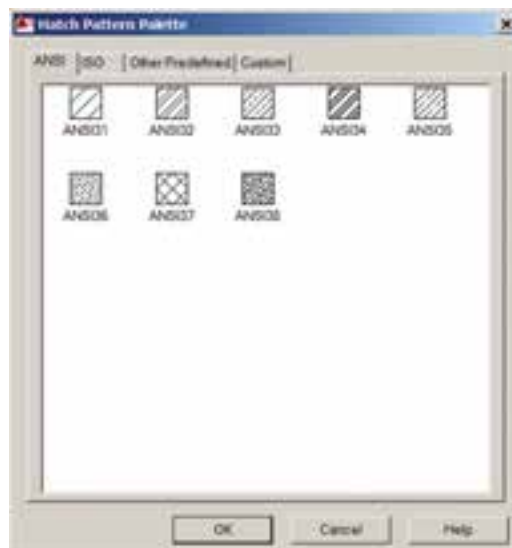 Hatch Pattern Palette
ANSI ISO Other Predefined Custom
ANSI31 ANSI32 ANSI33 ANSI34 ANSI35
ANSI36 ANSI37 ANSI38
OK Cancel Help